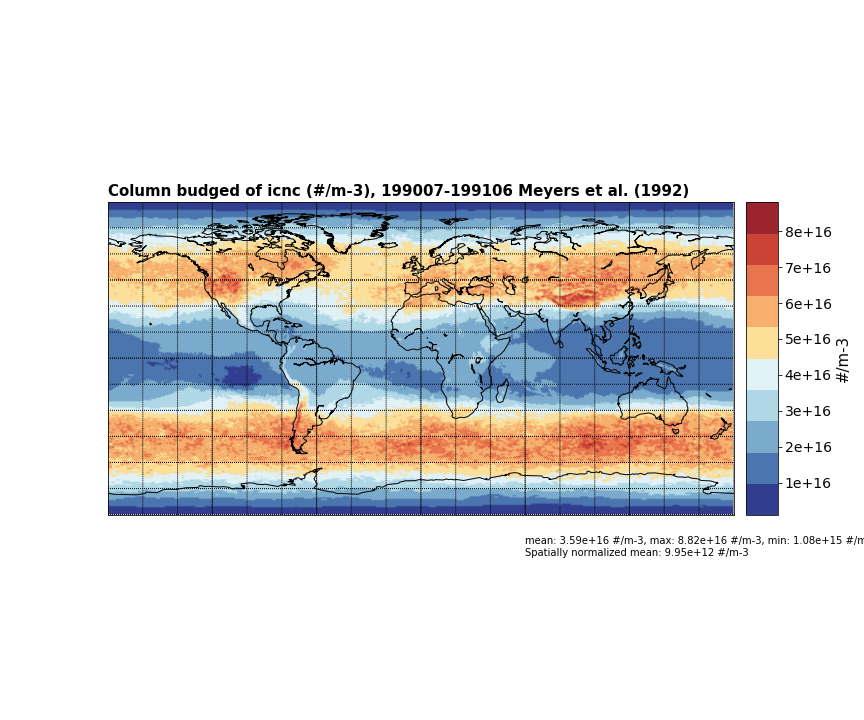 Column budged of icnc (#/m-3), 199007-199106 Meyers et al. (1992)
8e+16
7e+16
6e+16
5e+16
4e+16
3e+16
2e+16
1e+16
#/m-3
mean: 3.59e+16 #/m-3, max: 8.82e+16 #/m-3, min: 1.08e+15 #/m
Spatially normalized mean: 9.95e+12 #/m-3